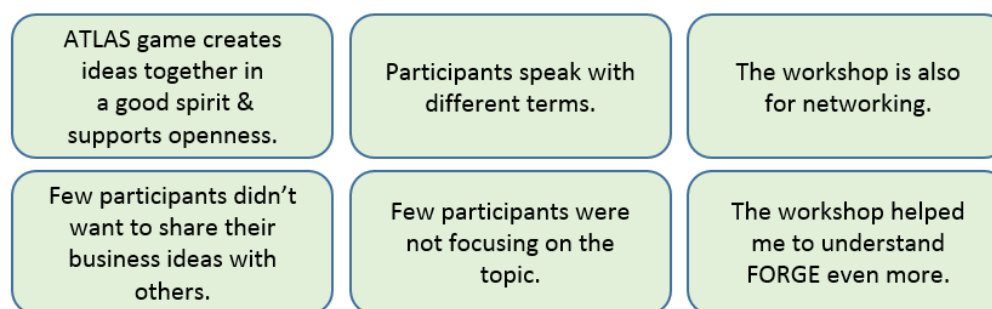 ATLAS game creates
ideas together in
a good spirit &
supports openness.
Participants speak with
different terms.
The workshop is also
for networking.
Few participants didn’t
want to share their
business ideas with
others.
Few participants were
not focusing on the
topic.
The workshop helped
me to understand
FORGE even more.